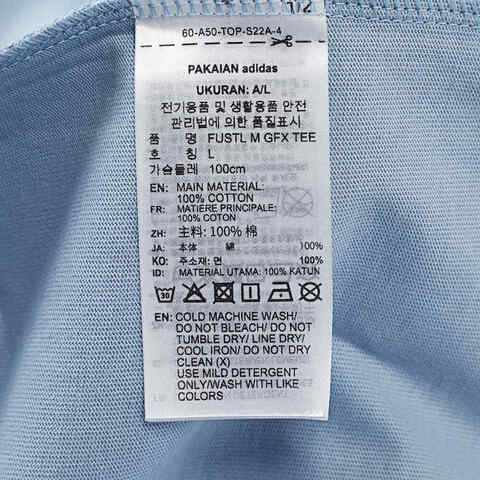 1/2
60-A50-TOP-S22A-4
PAKAIAN adidas
UKURAN: A/L
전기용품 및 생활용품 안전
관리법에 의한 품질표시
품 명 FUSTL M GFX TEE
호 칭 L
가슴둘레 100cm
EN: MAIN MATERIAL:
100% COTTON
FR: MATIERE PRINCIPALE:
100% COTON
ZH: 主料: 100% 棉
JA: 本体 綿 100%
KO: 주소재: 면 100%
ID: MATERIAL UTAMA: 100% KATUN
30
EN: COLD MACHINE WASH/
DO NOT BLEACH/ DO NOT
TUMBLE DRY/ LINE DRY/
COOL IRON/ DO NOT DRY
CLEAN (X)
USE MILD DETERGENT
ONLY/WASH WITH LIKE
COLORS